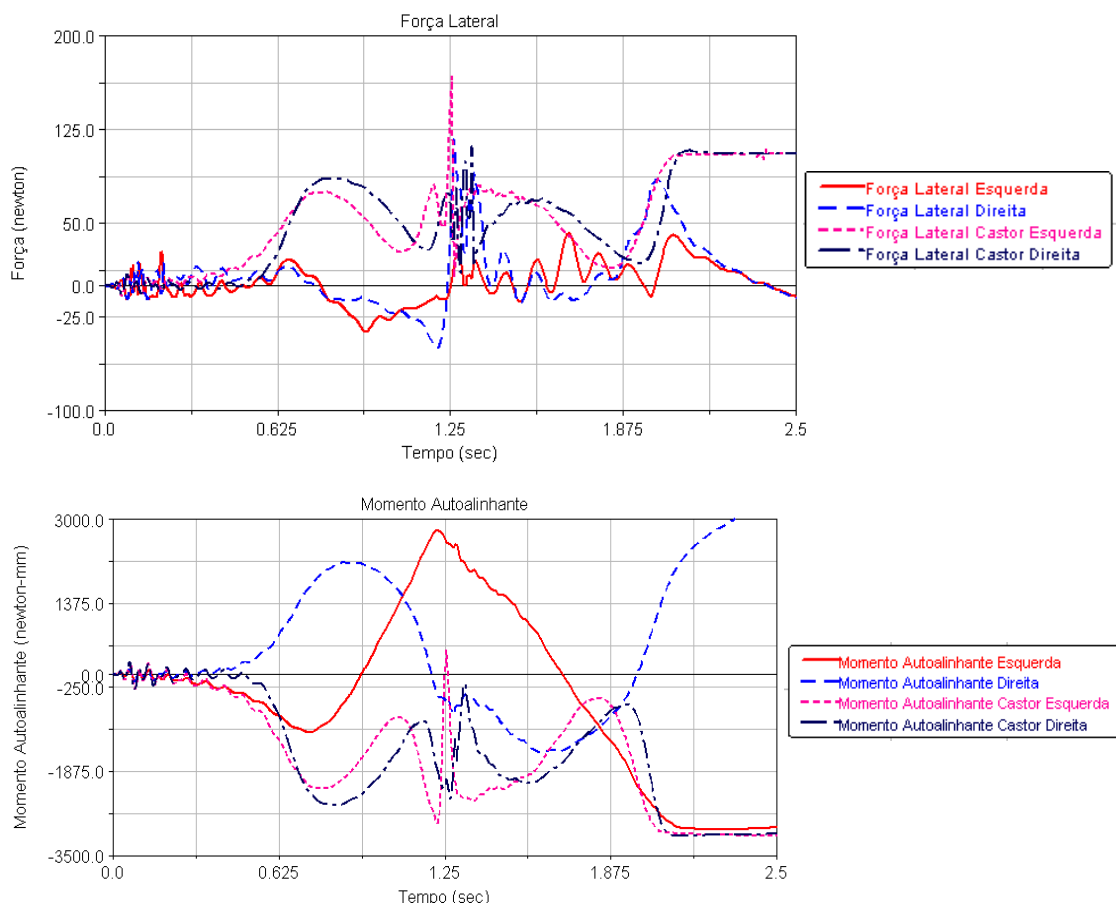 Força Lateral
200.0
125.0
50.0
0.0
-25.0
-100.0
Força (newton)
0.0
0.625
1.25
1.875
2.5
Tempo (sec)
Força Lateral Esquerda
Força Lateral Direita
Força Lateral Castor Esquerda
Força Lateral Castor Direita
Momento Autoalinhante
3000.0
1375.0
-0.0
-250.0
-1875.0
-3500.0
Momento Autoalinhante (newton-mm)
0.0
0.625
1.25
1.875
2.5
Tempo (sec)
Momento Autoalinhante Esquerda
Momento Autoalinhante Direita
Momento Autoalinhante Castor Esquerda
Momento Autoalinhante Castor Direita